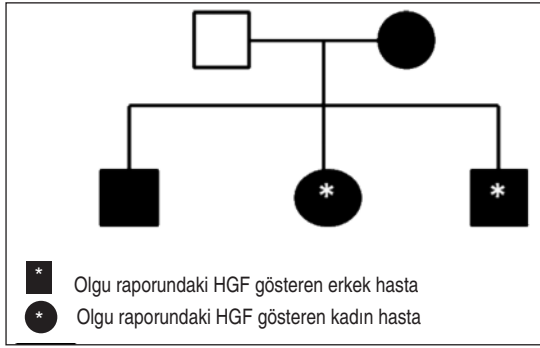 *
*
* Olgu raporundaki HGF gösteren erkek hasta
* Olgu raporundaki HGF gösteren kadın hasta